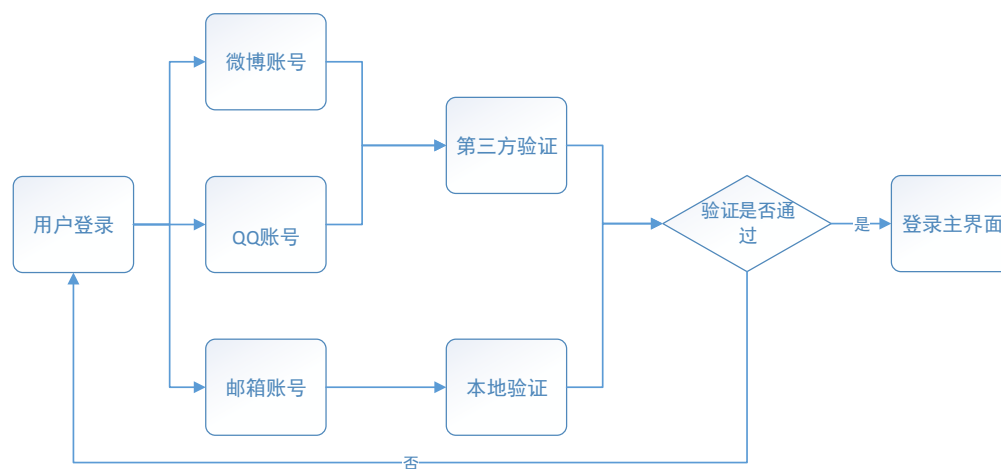 微博账号
第三方验证
用户登录
QQ账号
验证是否通
过
是
登录主界面
邮箱账号
本地验证
否